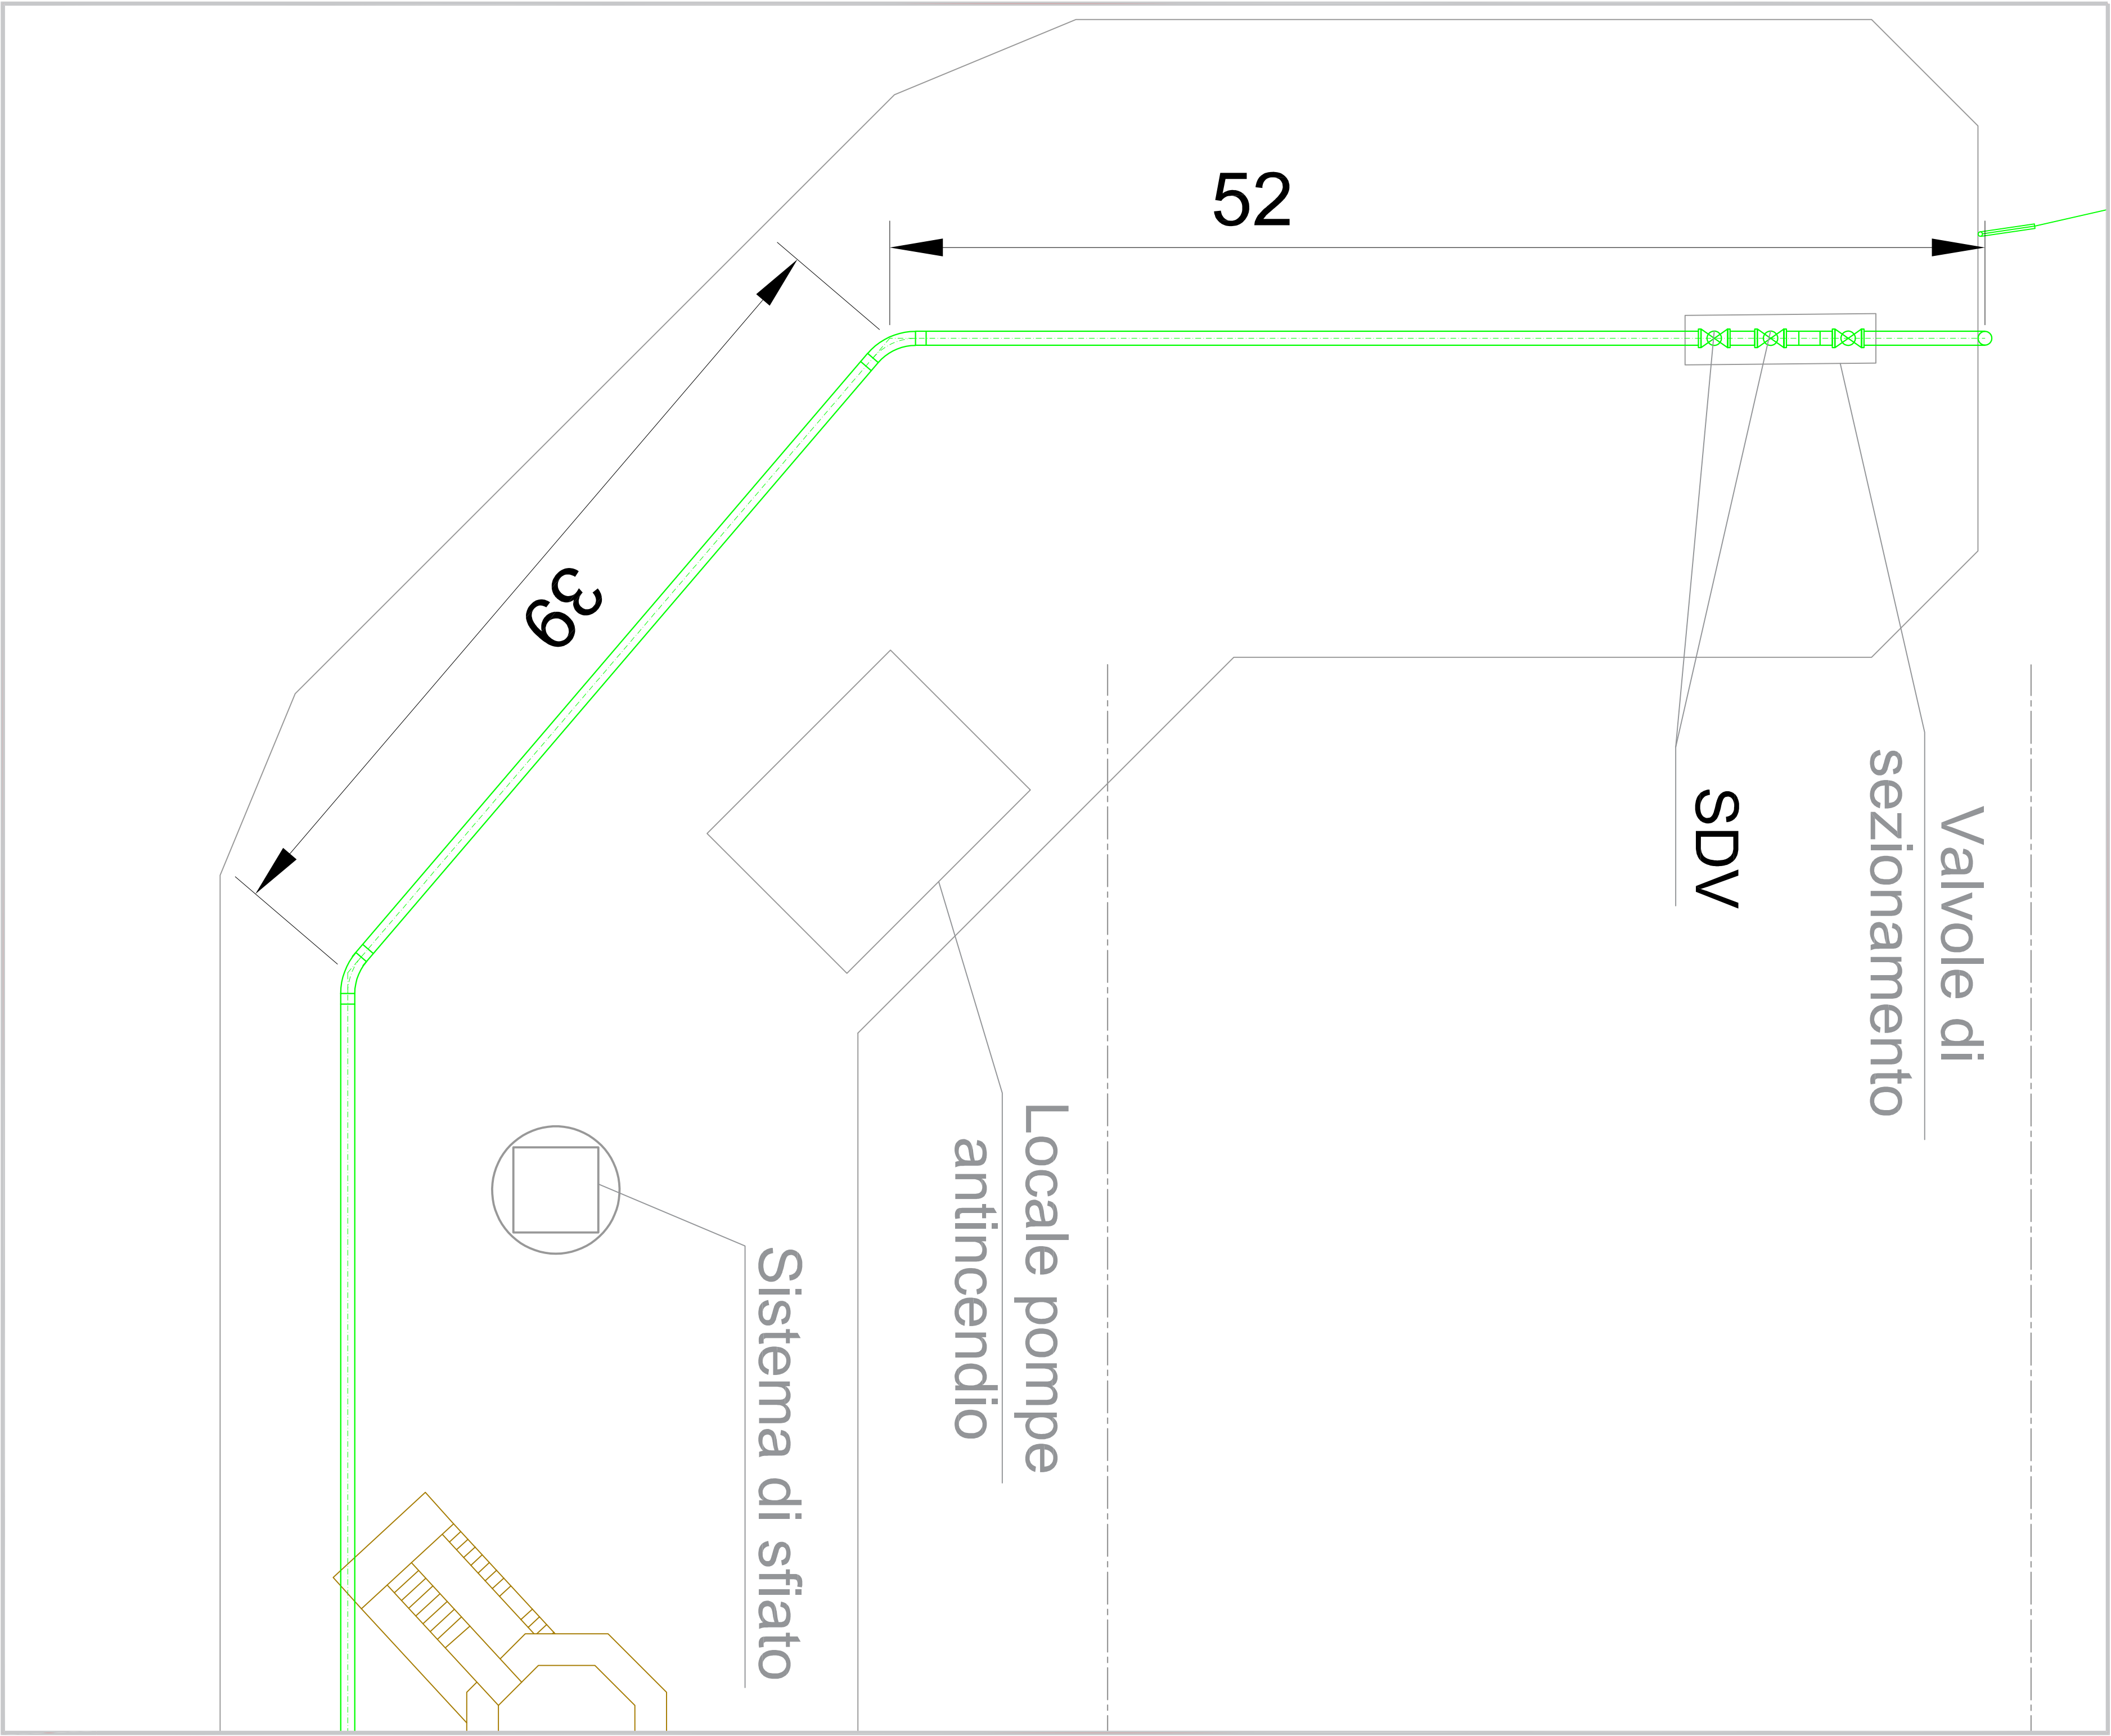 52
39
SDV
Valvole di
sezionamento
Locale pompe
antincendio
Sistema di sfiato